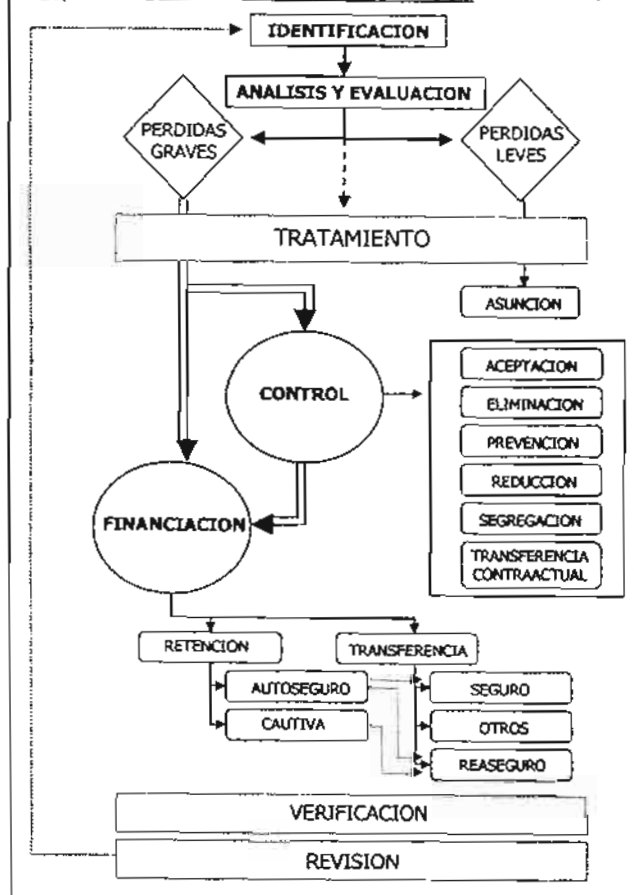 IDENTIFICACION
ANALISIS Y EVALUACION
PERDIDAS
GRAVES
PERDIDAS
LEVES
TRATAMIENTO
ASUNCION
CONTROL
ACEPTACION
ELIMINACION
PREVENCION
REDUCCION
SEGREGACION
TRANSFERENCIA
CONTRAACTUAL
FINANCIACION
RETENCION
TRANSFERENCIA
AUTOSEGURO
SEGURO
CAUTIVA
OTROS
REASEGURO
VERIFICACION
REVISION